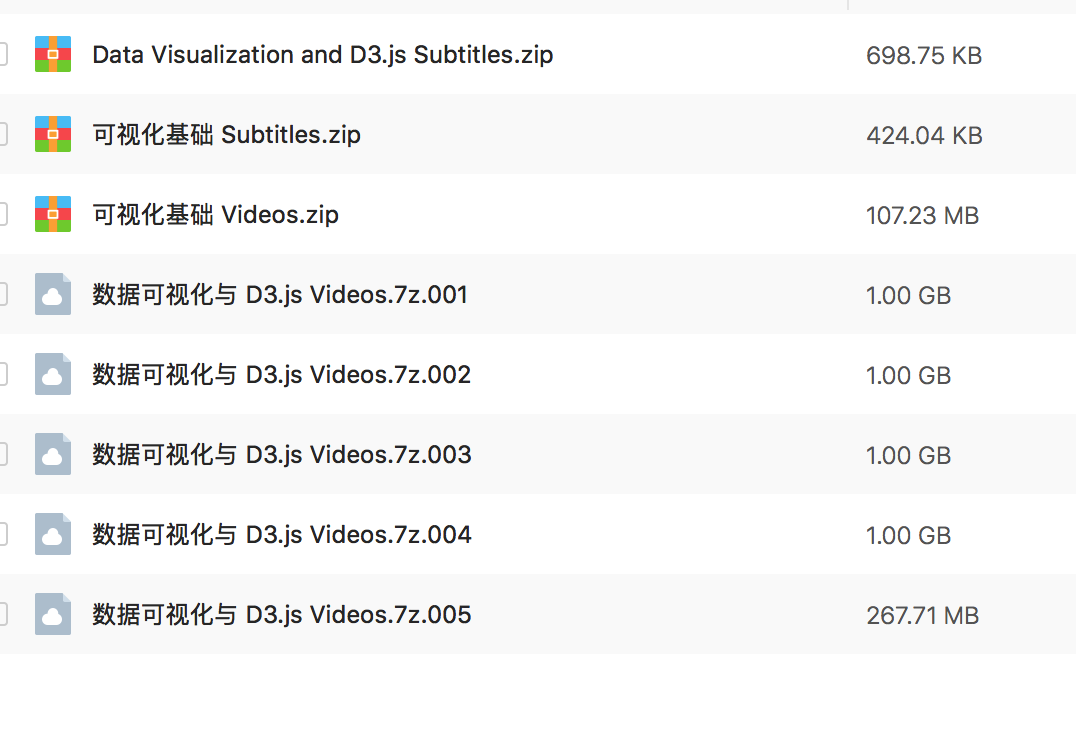 Data Visualization and D3.js Subtitles.zip 698.75 KB
可视化基础 Subtitles.zip 424.04 KB
可视化基础 Videos.zip 107.23 MB
数据可视化与 D3.js Videos.7z.001 1.00 GB
数据可视化与 D3.js Videos.7z.002 1.00 GB
数据可视化与 D3.js Videos.7z.003 1.00 GB
数据可视化与 D3.js Videos.7z.004 1.00 GB
数据可视化与 D3.js Videos.7z.005 267.71 MB